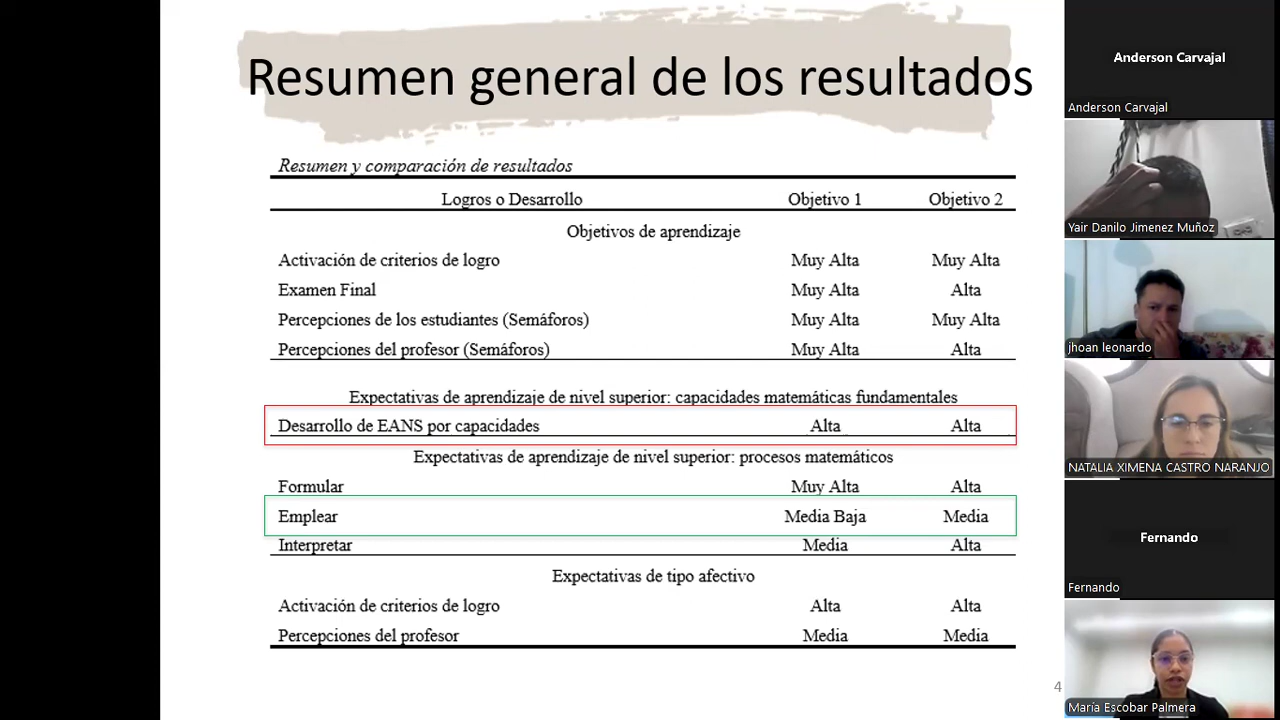 Resumen general de los resultados
Resumen y comparación de resultados
Logros o Desarrollo Objetivo 1 Objetivo 2
Objetivos de aprendizaje
Activación de criterios de logro Muy Alta Muy Alta
Examen Final Muy Alta Alta
Percepciones de los estudiantes (Semáforos) Muy Alta Muy Alta
Percepciones del profesor (Semáforos) Muy Alta Alta
Expectativas de aprendizaje de nivel superior: capacidades matemáticas fundamentales
Desarrollo de EANS por capacidades Alta Alta
Expectativas de aprendizaje de nivel superior: procesos matemáticos
Formular Muy Alta Alta
Emplear Media Baja Media
Interpretar Media Alta
Expectativas de tipo afectivo
Activación de criterios de logro Alta Alta
Percepciones del profesor Media Media
4
Anderson Carvajal
Anderson Carvajal
Yair Danilo Jimenez Muñoz
jhoan leonardo
NATALIA XIMENA CASTRO NARANJO
Fernando
Fernando
María Escobar Palmera